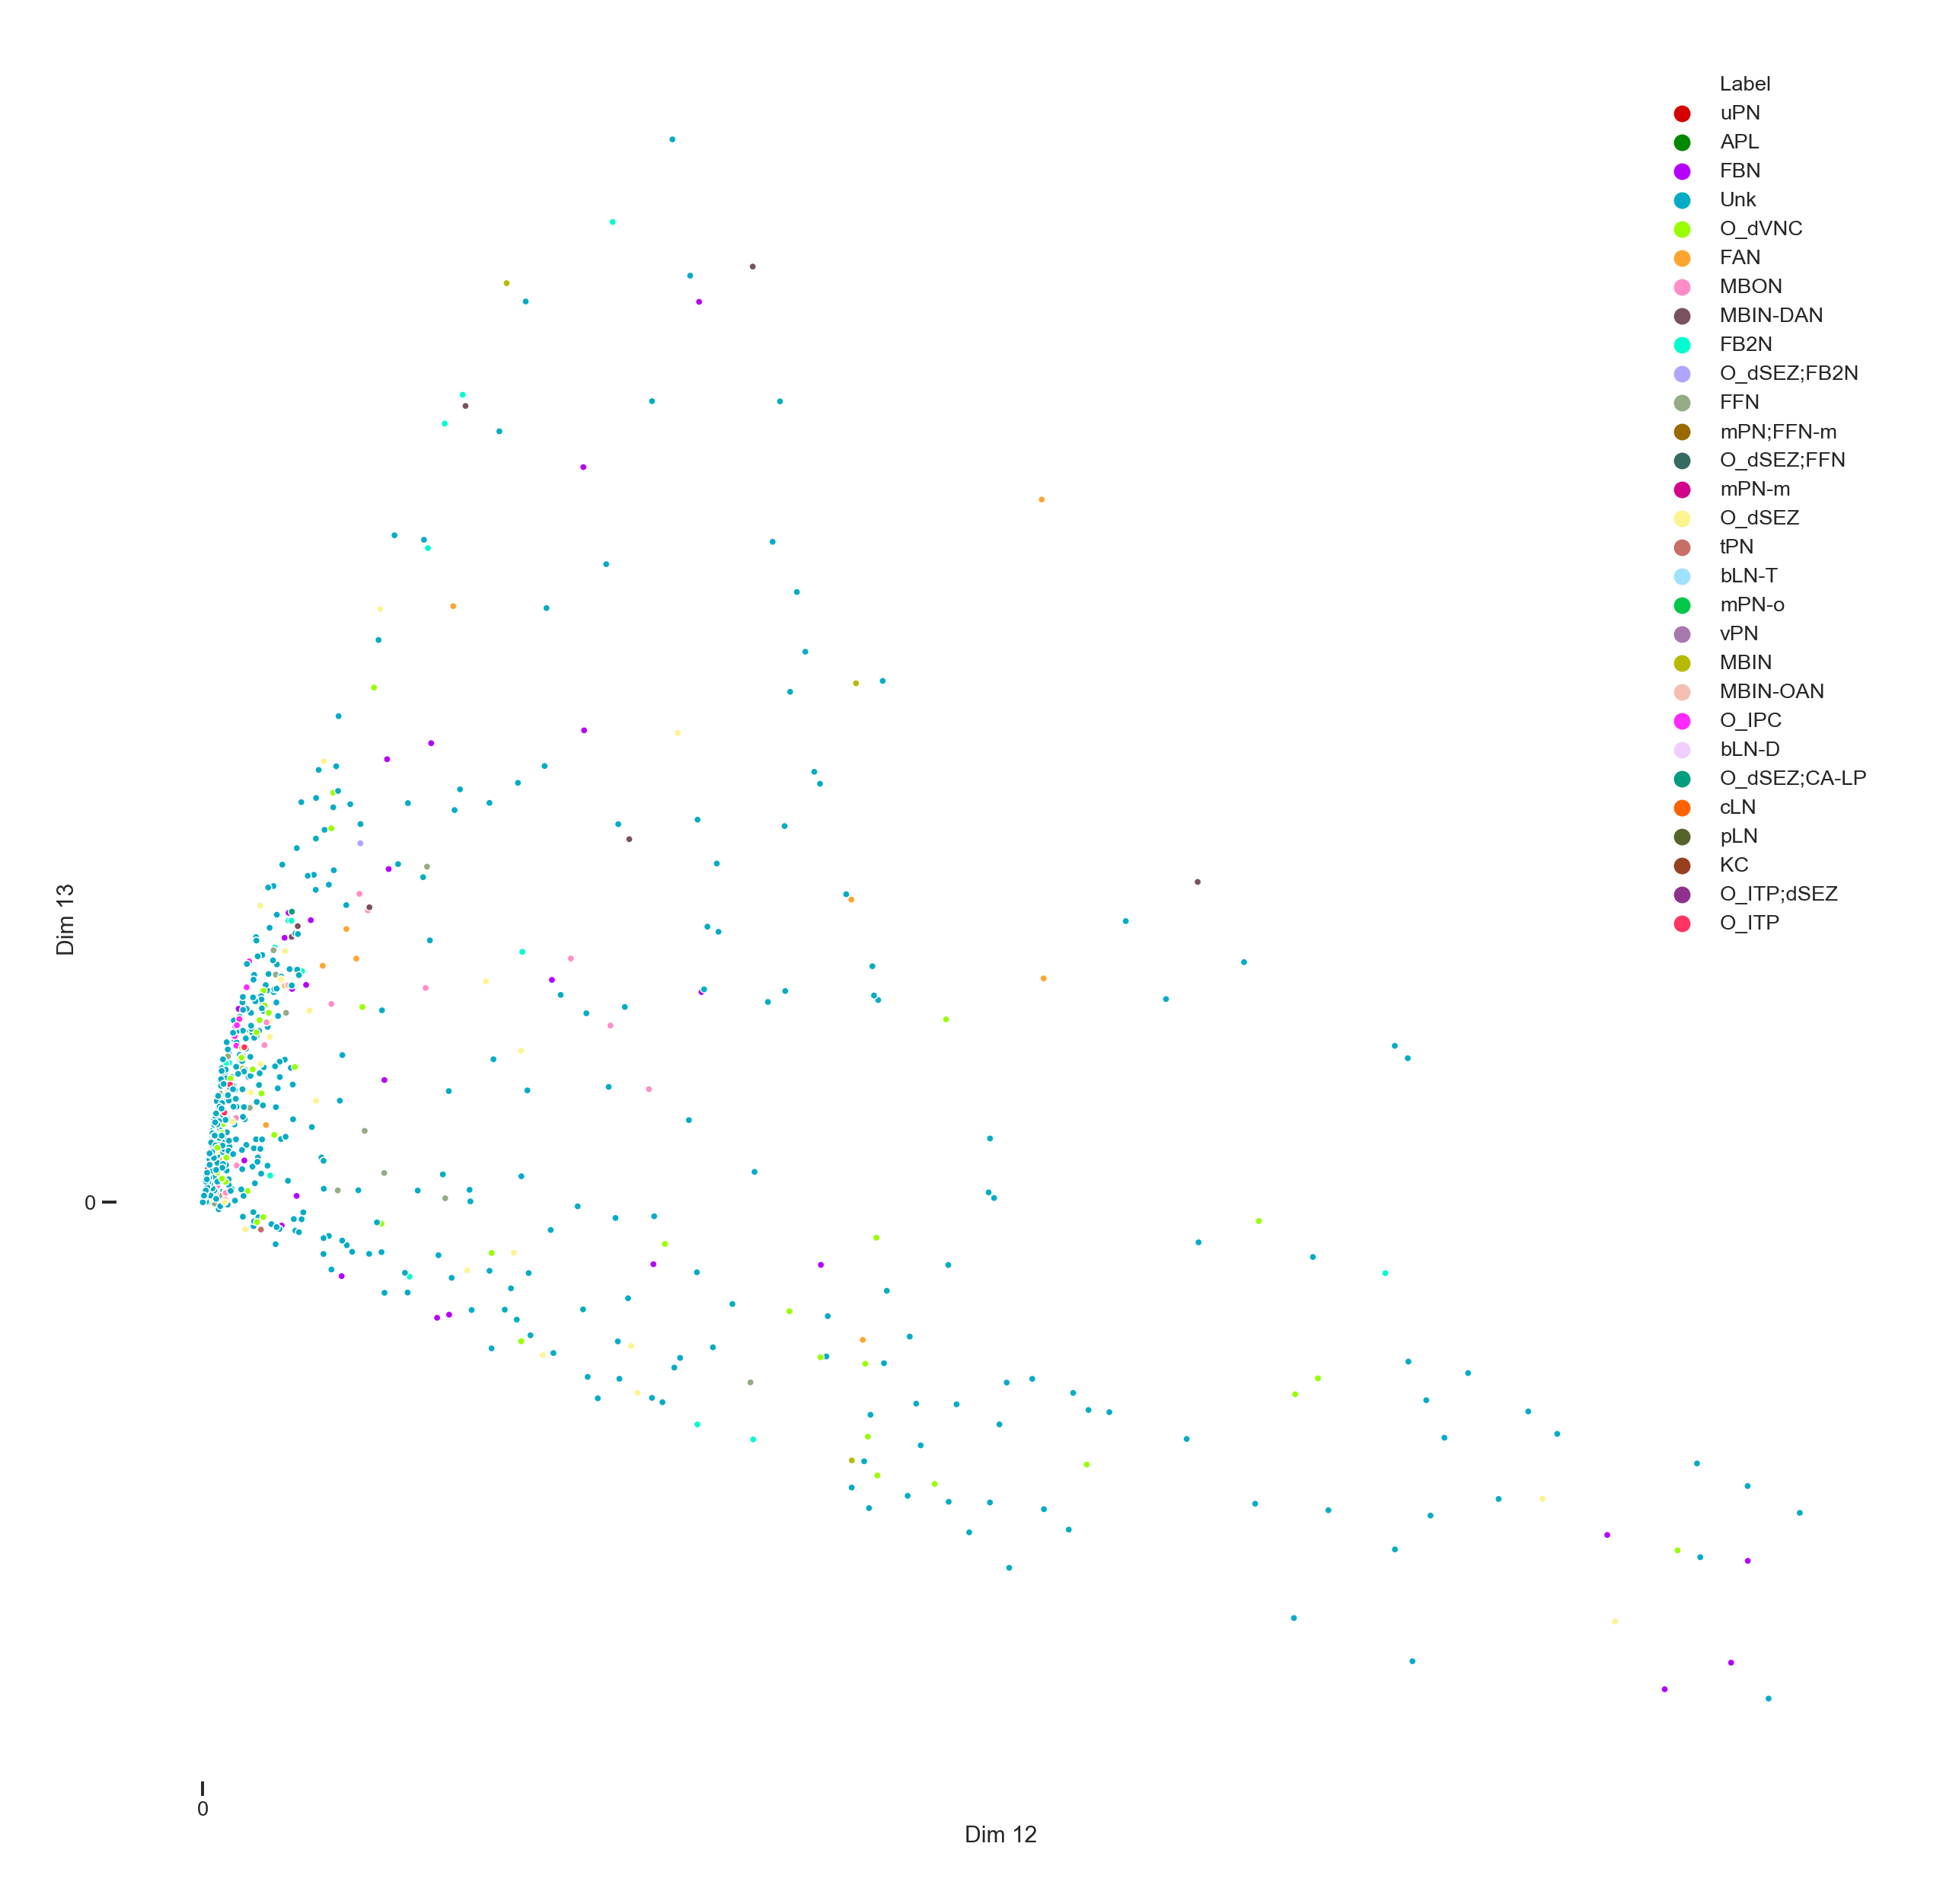 Label
uPN
APL
FBN
Unk
O_dVNC
FAN
MBON
MBIN-DAN
FB2N
O_dSEZ;FB2N
FFN
mPN;FFN-m
O_dSEZ;FFN
mPN-m
O_dSEZ
tPN
bLN-T
mPN-o
vPN
MBIN
MBIN-OAN
O_IPC
bLN-D
O_dSEZ;CA-LP
cLN
pLN
KC
O_ITP;dSEZ
O_ITP
Dim 13
0
0
Dim 12